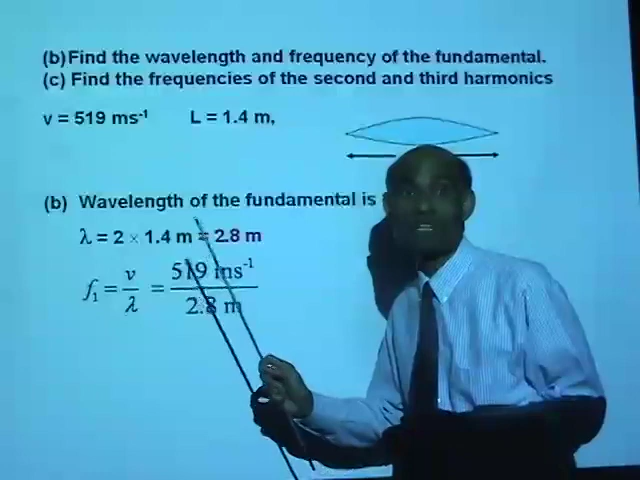 (b)Find the wavelength and frequency of the fundamental.
(c) Find the frequencies of the second and third harmonics
v = 519 ms⁻¹ L = 1.4 m,
(b) Wavelength of the fundamental is
λ = 2 × 1.4 m = 2.8 m
f₁ = v/λ = 519 ms⁻¹/2.8 m